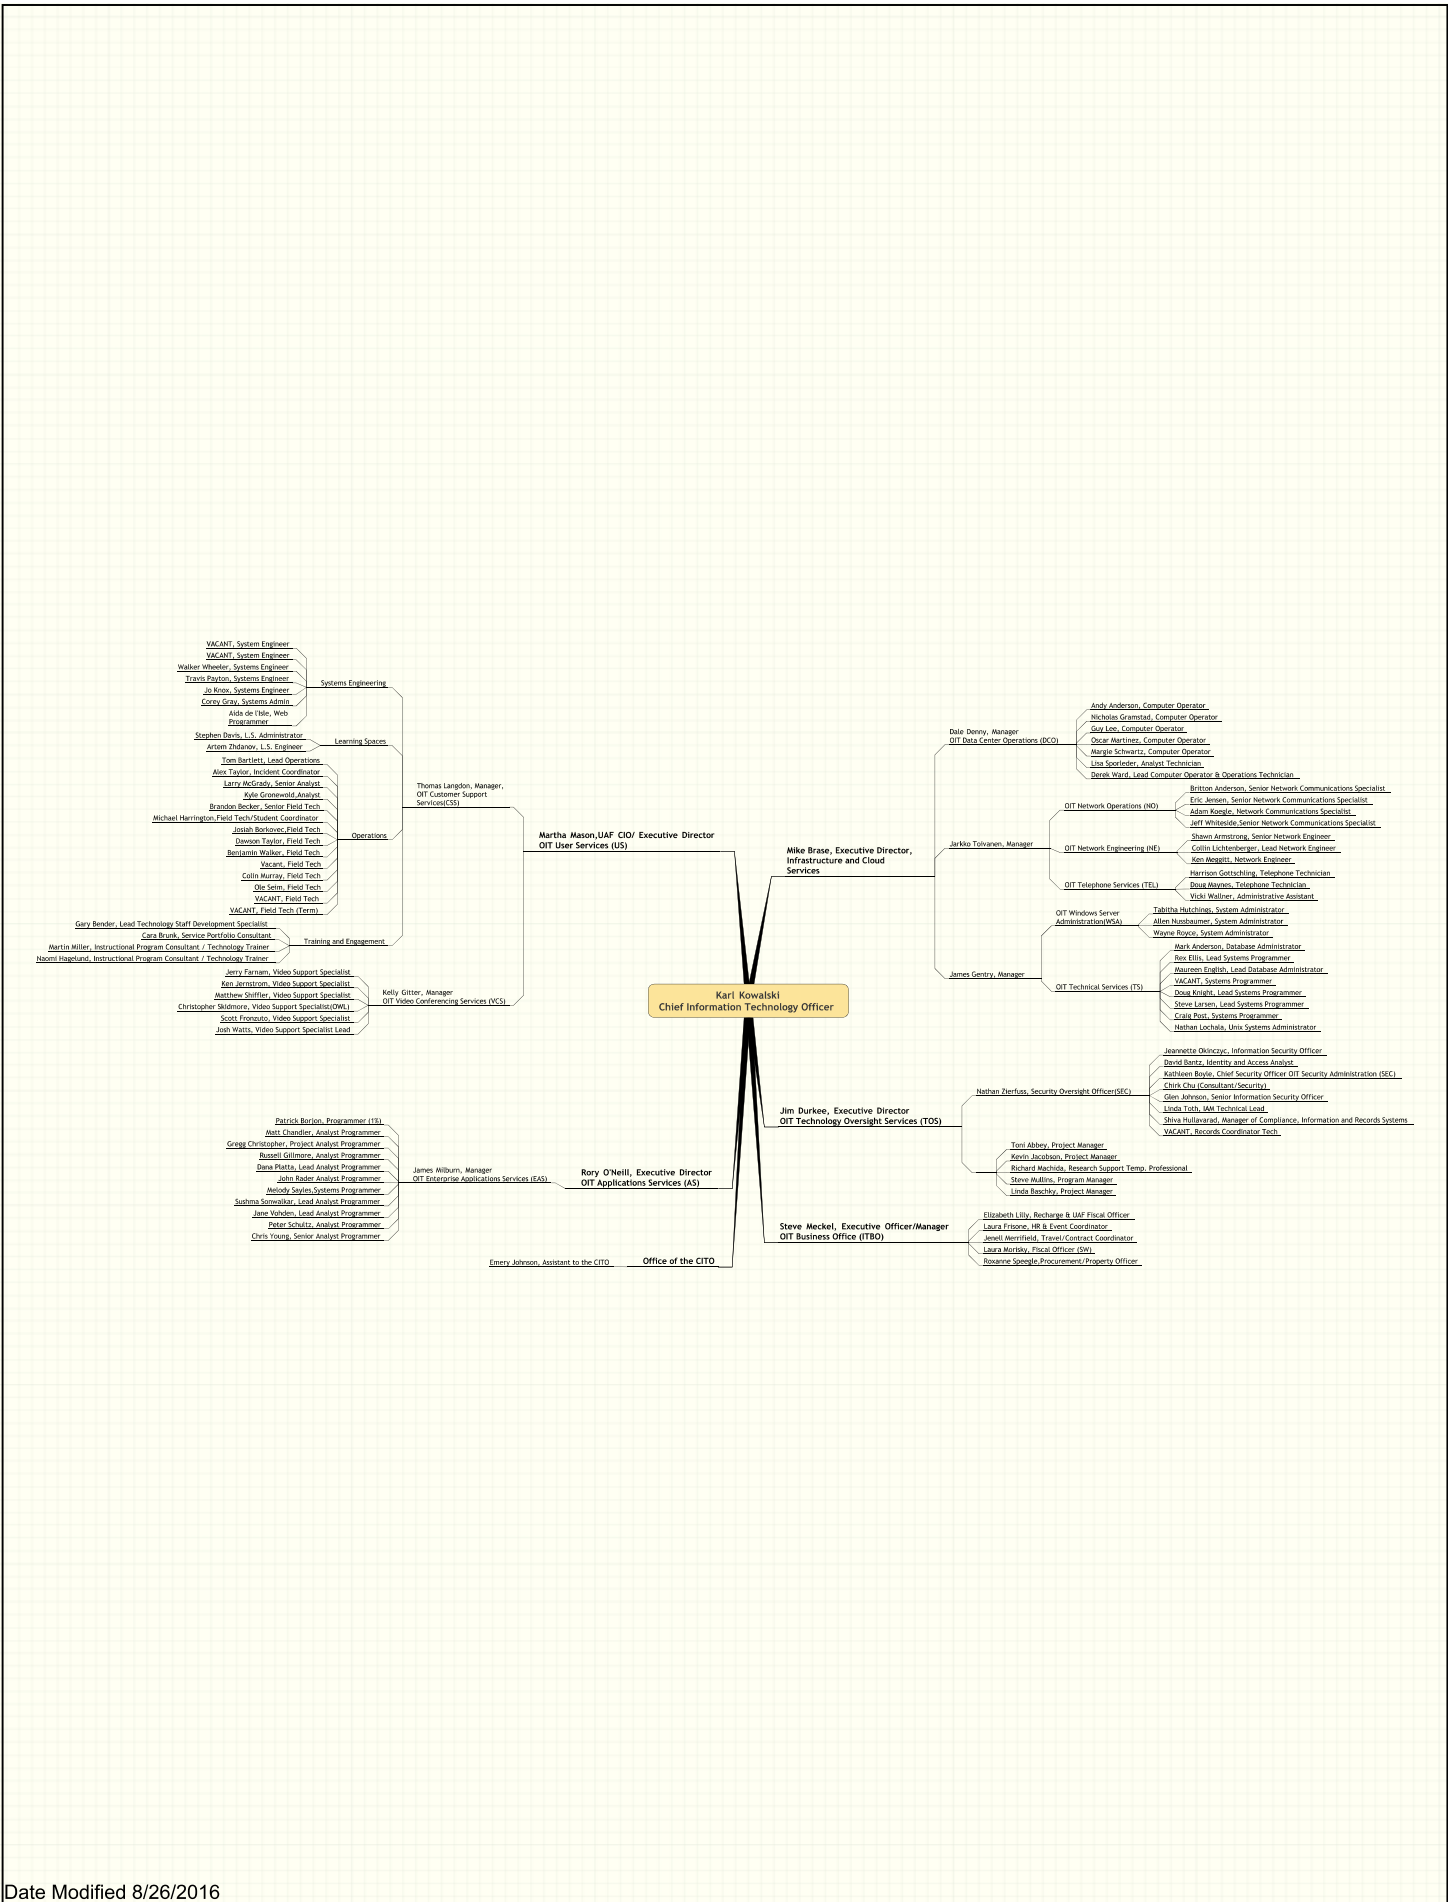 VACANT, System Engineer
VACANT, System Engineer
Walker Wheeler, Systems Engineer
Travis Payton, Systems Engineer
Jo Knox, Systems Engineer
Corey Gray, Systems Admin
Aida de l'Isle, Web
Programmer
Systems Engineering
Stephen Davis, L.S. Administrator
Artem Zhdanov, L.S. Engineer
Learning Spaces
Tom Bartlett, Lead Operations
Alex Taylor, Incident Coordinator
Larry McGrady, Senior Analyst
Kyle Gronewold,Analyst
Brandon Becker, Senior Field Tech
Michael Harrington,Field Tech/Student Coordinator
Josiah Borkovec,Field Tech
Dawson Taylor, Field Tech
Benjamin Walker, Field Tech
Vacant, Field Tech
Colin Murray, Field Tech
Ole Seim, Field Tech
VACANT, Field Tech
VACANT, Field Tech (Term)
Operations
Gary Bender, Lead Technology Staff Development Specialist
Cara Brunk, Service Portfolio Consultant
Martin Miller, Instructional Program Consultant / Technology Trainer
Naomi Hagelund, Instructional Program Consultant / Technology Trainer
Training and Engagement
Thomas Langdon, Manager,
OIT Customer Support
Services(CSS)
Jerry Farnam, Video Support Specialist
Ken Jernstrom, Video Support Specialist
Matthew Shiffler, Video Support Specialist
Christopher Skidmore, Video Support Specialist(OWL)
Scott Fronzuto, Video Support Specialist
Josh Watts, Video Support Specialist Lead
Kelly Gitter, Manager
OIT Video Conferencing Services (VCS)
Martha Mason,UAF CIO/ Executive Director
OIT User Services (US)
Mike Brase, Executive Director,
Infrastructure and Cloud
Services
Dale Denny, Manager
OIT Data Center Operations (DCO)
Andy Anderson, Computer Operator
Nicholas Gramstad, Computer Operator
Guy Lee, Computer Operator
Oscar Martinez, Computer Operator
Margie Schwartz, Computer Operator
Lisa Sporleder, Analyst Technician
Derek Ward, Lead Computer Operator & Operations Technician
Jarkko Toivanen, Manager
OIT Network Operations (NO)
Britton Anderson, Senior Network Communications Specialist
Eric Jensen, Senior Network Communications Specialist
Adam Koegle, Network Communications Specialist
Jeff Whiteside,Senior Network Communications Specialist
OIT Network Engineering (NE)
Shawn Armstrong, Senior Network Engineer
Collin Lichtenberger, Lead Network Engineer
Ken Meggitt, Network Engineer
OIT Telephone Services (TEL)
Harrison Gottschling, Telephone Technician
Doug Maynes, Telephone Technician
Vicki Wallner, Administrative Assistant
James Gentry, Manager
OIT Windows Server
Administration(WSA)
Tabitha Hutchings, System Administrator
Allen Nussbaumer, System Administrator
Wayne Royce, System Administrator
OIT Technical Services (TS)
Mark Anderson, Database Administrator
Rex Ellis, Lead Systems Programmer
Maureen English, Lead Database Administrator
VACANT, Systems Programmer
Doug Knight, Lead Systems Programmer
Steve Larsen, Lead Systems Programmer
Craig Post, Systems Programmer
Nathan Lochala, Unix Systems Administrator
Karl Kowalski
Chief Information Technology Officer
Jim Durkee, Executive Director
OIT Technology Oversight Services (TOS)
Nathan Zierfuss, Security Oversight Officer(SEC)
Jeannette Okinczyc, Information Security Officer
David Bantz, Identity and Access Analyst
Kathleen Boyle, Chief Security Officer OIT Security Administration (SEC)
Chirk Chu (Consultant/Security)
Glen Johnson, Senior Information Security Officer
Linda Toth, IAM Technical Lead
Shiva Hullavarad, Manager of Compliance, Information and Records Systems
VACANT, Records Coordinator Tech
Toni Abbey, Project Manager
Kevin Jacobson, Project Manager
Richard Machida, Research Support Temp. Professional
Steve Mullins, Program Manager
Linda Baschky, Project Manager
Patrick Borjon, Programmer (1%)
Matt Chandler, Analyst Programmer
Gregg Christopher, Project Analyst Programmer
Russell Gillmore, Analyst Programmer
Dana Platta, Lead Analyst Programmer
John Rader Analyst Programmer
Melody Sayles,Systems Programmer
Sushma Sonwalkar, Lead Analyst Programmer
Jane Vohden, Lead Analyst Programmer
Peter Schultz, Analyst Programmer
Chris Young, Senior Analyst Programmer
James Milburn, Manager
OIT Enterprise Applications Services (EAS)
Rory O'Neill, Executive Director
OIT Applications Services (AS)
Steve Meckel, Executive Officer/Manager
OIT Business Office (ITBO)
Elizabeth Lilly, Recharge & UAF Fiscal Officer
Laura Frisone, HR & Event Coordinator
Jenell Merrifield, Travel/Contract Coordinator
Laura Morisky, Fiscal Officer (SW)
Roxanne Speegle,Procurement/Property Officer
Emery Johnson, Assistant to the CITO
Office of the CITO
Date Modified 8/26/2016